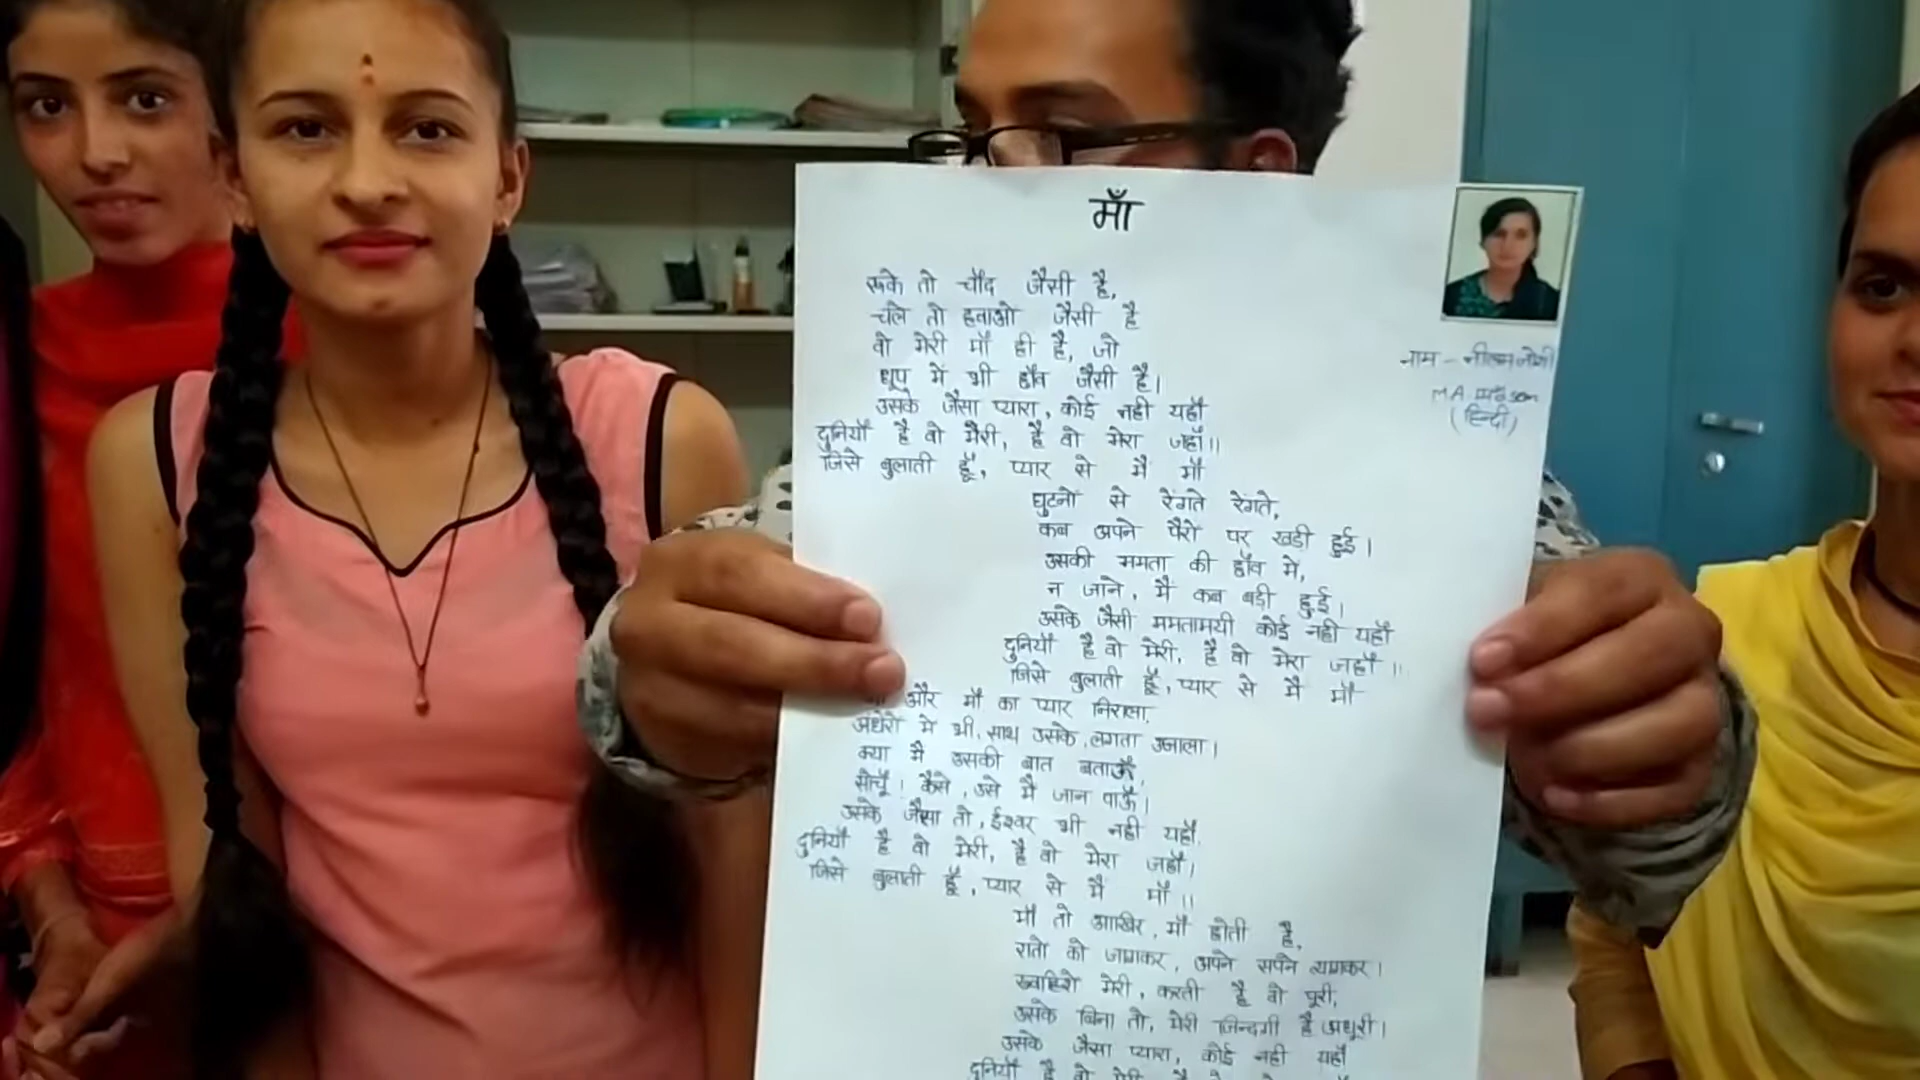 माँ
रूके तो चाँद जैसी है,
चले तो हवाओ जैसी है
वो मेरी माँ ही है, जो
धूप मे भी छाँव जैसी है।
उसके जैसा प्यारा, कोई नही यहाँ
दुनियाँ है वो मेरी, है वो मेरा जहाँ।।
जिसे बुलाती हूँ, प्यार से मै माँ
घुटनो से रेंगते रेंगते,
कब अपने पैरो पर खडी हुई।
उसकी ममता की छाँव मे,
न जाने, मै कब बडी हुई।
उसके जैसी ममतामयी कोई नही यहाँ
दुनियाँ है वो मेरी, है वो मेरा जहाँ ।।
जिसे बुलाती हूँ, प्यार से मै माँ
और माँ का प्यार निराला,
अंधेरो मे भी, साथ उसके, लगता उजाला।
क्या मै उसकी बात बताऊँ,
सोचूँ। कैसे, उसे मै जान पाऊँ।
उसके जैसा तो, ईश्वर भी नही यहाँ,
दुनियाँ है वो मेरी, है वो मेरा जहाँ।
जिसे बुलाती हूँ, प्यार से मै माँ ।।
माँ तो आखिर, माँ होती है,
रातो को जागकर, अपने सपने त्यागकर।
ख्वाहिशे मेरी, करती है वो पूरी,
उसके बिना तो, मेरी जिन्दगी है अधूरी।
उसके जैसा प्यारा, कोई नही यहाँ
दुनियाँ है वो मेरी
नाम - नीलम जोशी
M.A. sem
(हिन्दी)